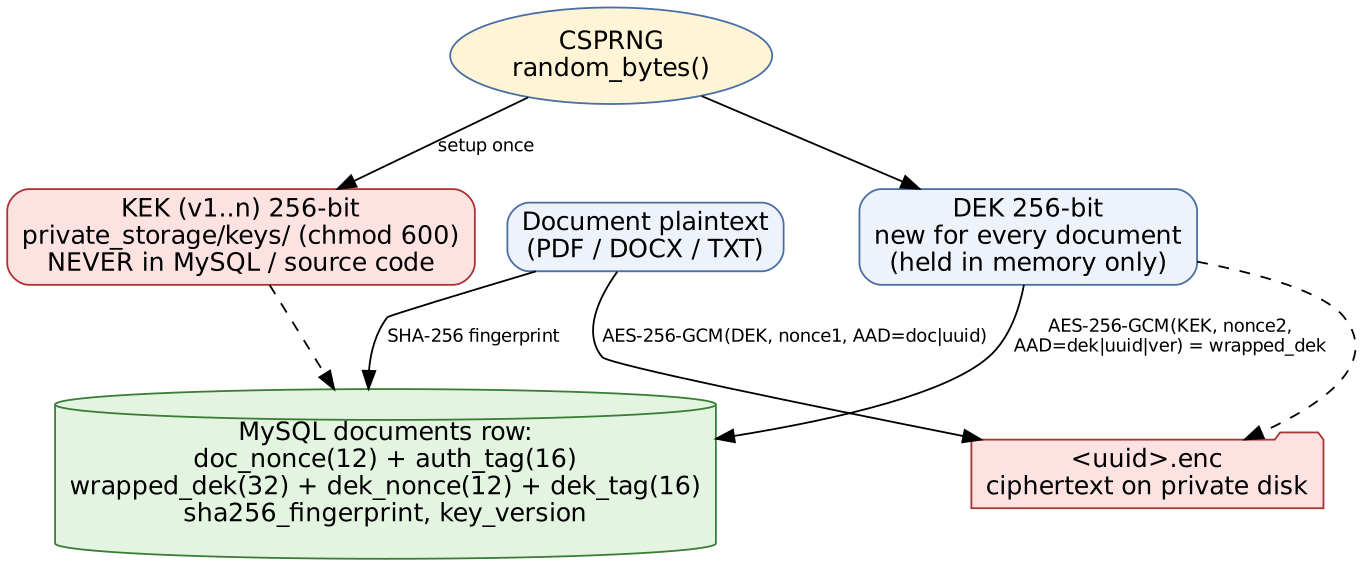 CSPRNG
random_bytes()
setup once
KEK (v1..n) 256-bit
private_storage/keys/ (chmod 600)
NEVER in MySQL / source code
Document plaintext
(PDF / DOCX / TXT)
DEK 256-bit
new for every document
(held in memory only)
SHA-256 fingerprint
AES-256-GCM(DEK, nonce1, AAD=doc|uuid)
AES-256-GCM(KEK, nonce2,
AAD=dek|uuid|ver) = wrapped_dek
MySQL documents row:
doc_nonce(12) + auth_tag(16)
wrapped_dek(32) + dek_nonce(12) + dek_tag(16)
sha256_fingerprint, key_version
<uuid>.enc
ciphertext on private disk